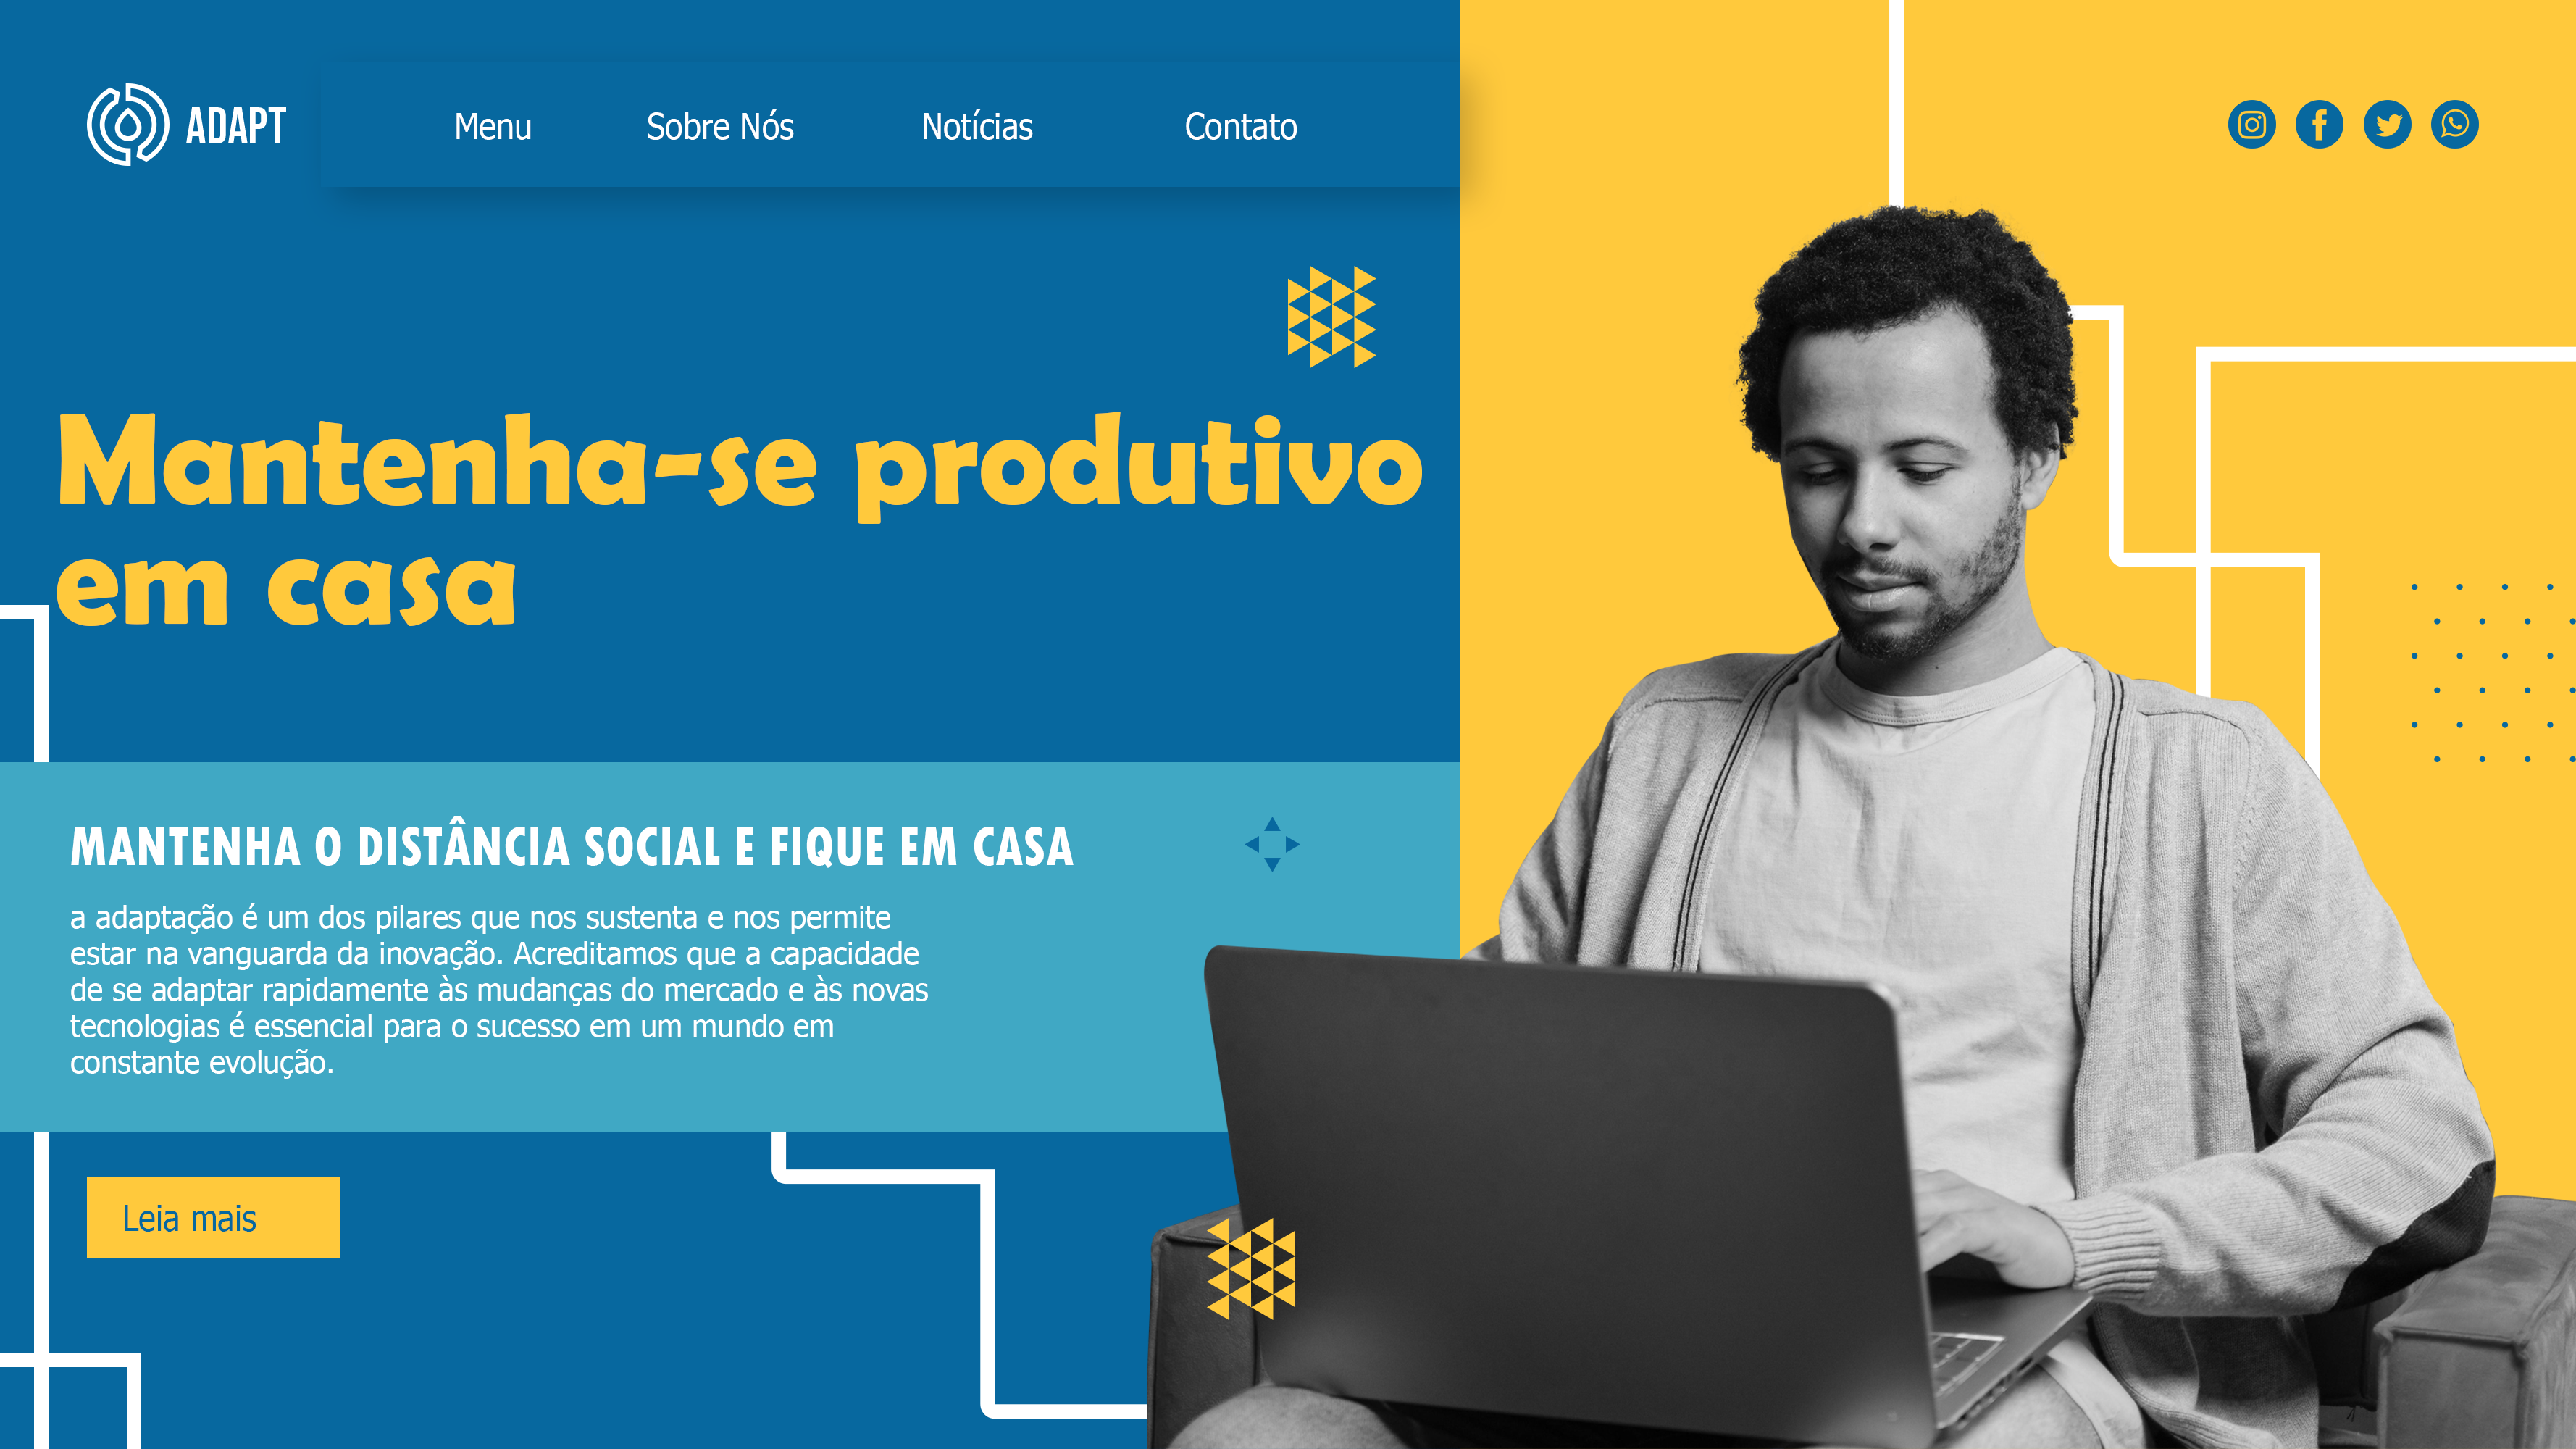 ADAPT
Menu
Sobre Nós
Notícias
Contato
Mantenha-se produtivo
em casa
MANTENHA O DISTÂNCIA SOCIAL E FIQUE EM CASA
a adaptação é um dos pilares que nos sustenta e nos permite
estar na vanguarda da inovação. Acreditamos que a capacidade
de se adaptar rapidamente às mudanças do mercado e às novas
tecnologias é essencial para o sucesso em um mundo em
constante evolução.
Leia mais